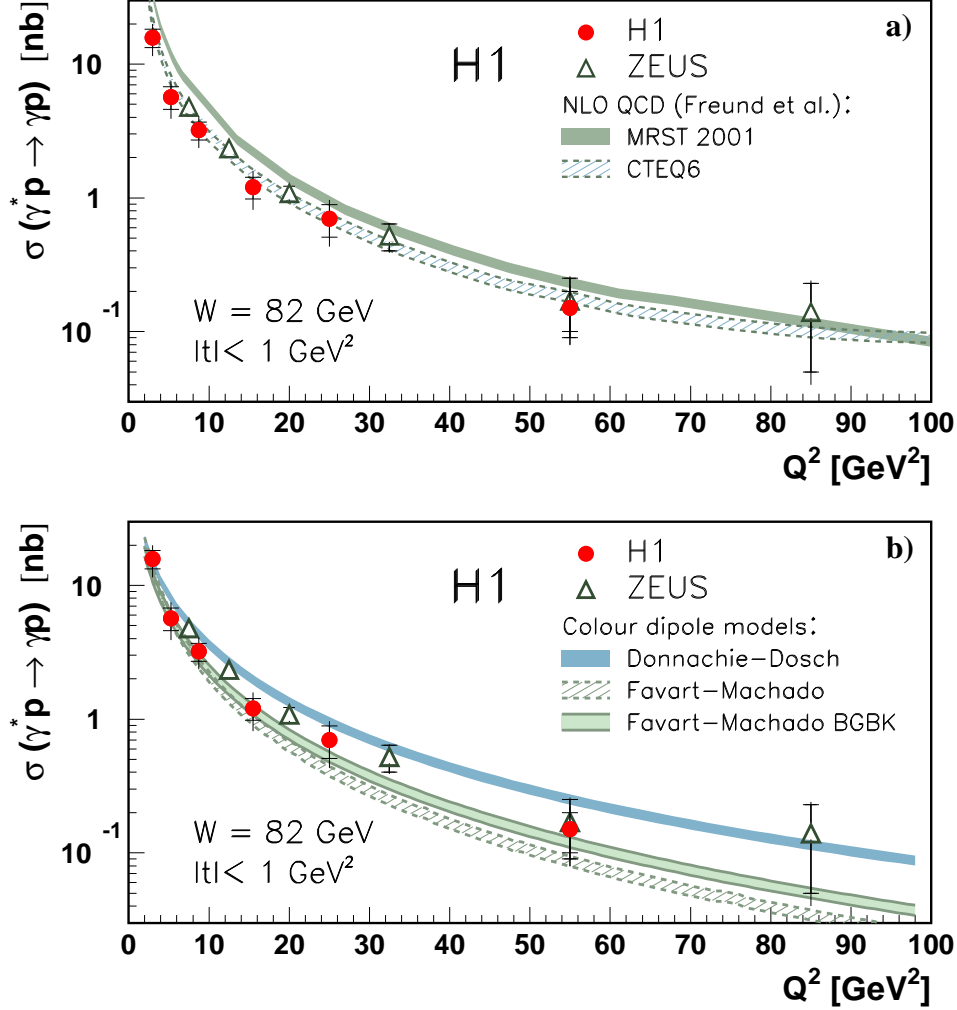 a)
H1
H1
ZEUS
NLO QCD (Freund et al.):
MRST 2001
CTEQ6
σ (γ* p → γp) [nb]
10
1
10 -1
W = 82 GeV
|t|< 1 GeV²
0 10 20 30 40 50 60 70 80 90 100
Q² [GeV²]
b)
H1
H1
ZEUS
Colour dipole models:
Donnachie-Dosch
Favart-Machado
Favart-Machado BGBK
σ (γ* p → γp) [nb]
10
1
10 -1
W = 82 GeV
|t|< 1 GeV²
0 10 20 30 40 50 60 70 80 90 100
Q² [GeV²]